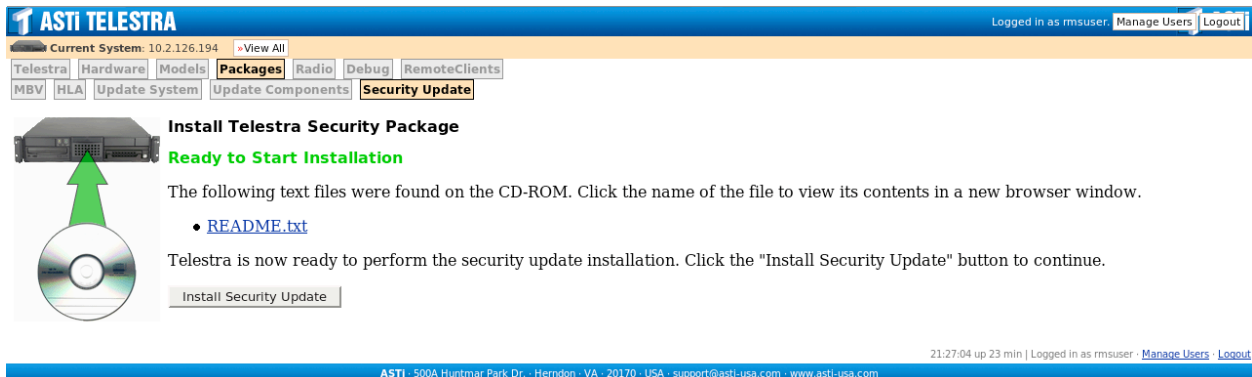 ASTi TELESTRA
Logged in as rmsuser. Manage Users Logout
Current System: 10.2.126.194 »View All
Telestra Hardware Models Packages Radio Debug RemoteClients
MBV HLA Update System Update Components Security Update
Install Telestra Security Package
Ready to Start Installation
The following text files were found on the CD-ROM. Click the name of the file to view its contents in a new browser window.
• README.txt
Telestra is now ready to perform the security update installation. Click the "Install Security Update" button to continue.
Install Security Update
21:27:04 up 23 min | Logged in as rmsuser · Manage Users · Logout
ASTi · 500A Huntmar Park Dr. · Herndon · VA · 20170 · USA · support@asti-usa.com · www.asti-usa.com